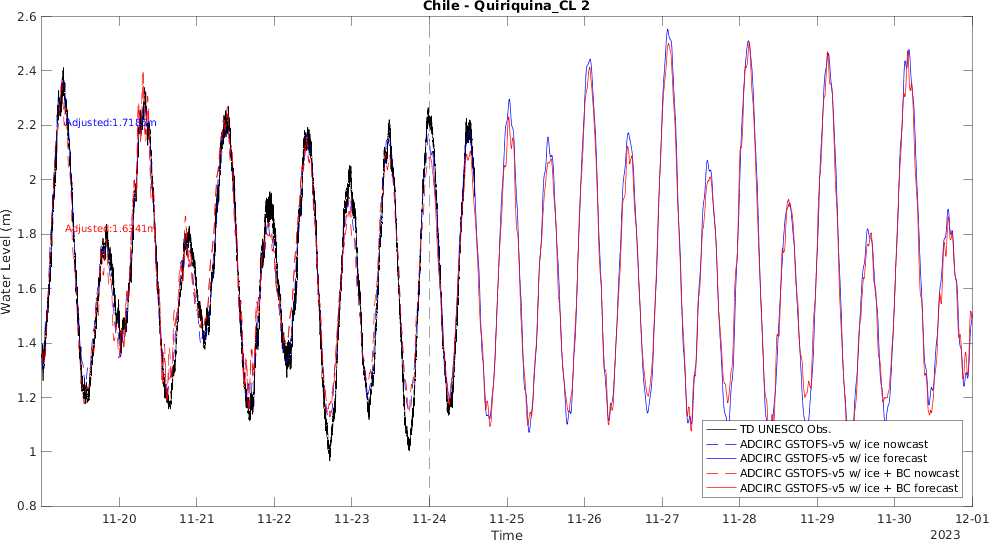 Chile - Quiriquina_CL 2
2.6
2.4
2.2
2
1.8
1.6
1.4
1.2
1
0.8
Water Level (m)
Adjusted:1.6341m
TD UNESCO Obs.
ADCIRC GSTOFS-v5 w/ ice nowcast
ADCIRC GSTOFS-v5 w/ ice forecast
ADCIRC GSTOFS-v5 w/ ice + BC nowcast
ADCIRC GSTOFS-v5 w/ ice + BC forecast
11-20 11-21 11-22 11-23 11-24 11-25 11-26 11-27 11-28 11-29 11-30 12-01
Time
2023